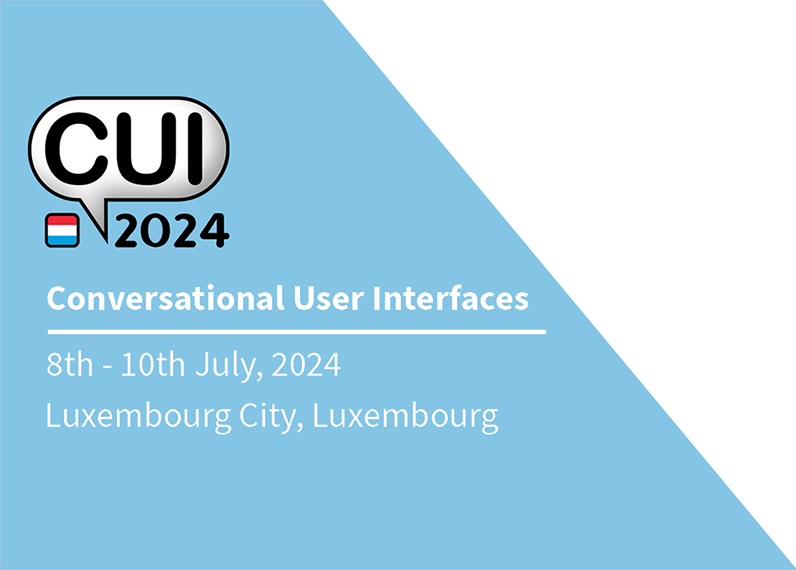 CUI
2024
Conversational User Interfaces
8th - 10th July, 2024
Luxembourg City, Luxembourg